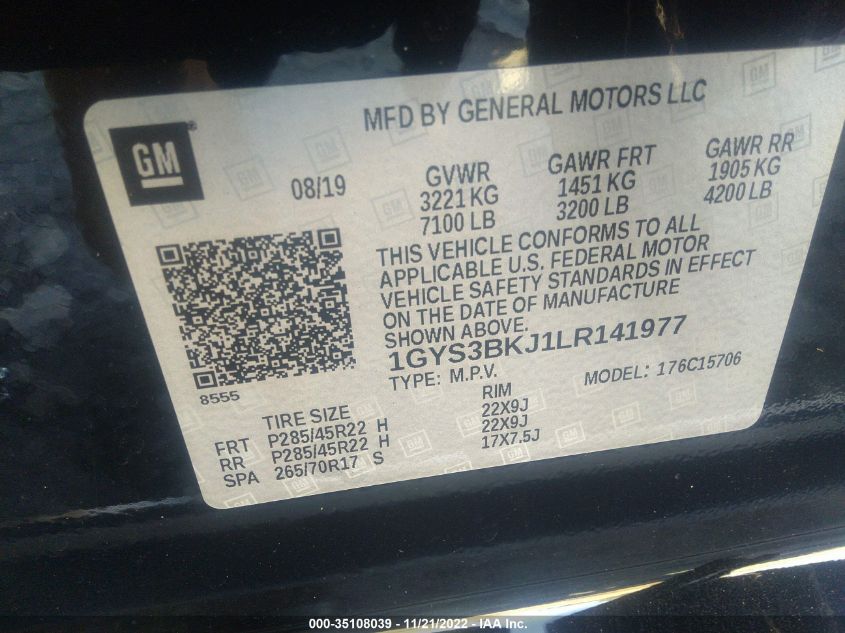 MFD BY GENERAL MOTORS LLC
GM ®
08/19
GVWR
3221 KG
7100 LB
GAWR FRT
1451 KG
3200 LB
GAWR RR
1905 KG
4200 LB
THIS VEHICLE CONFORMS TO ALL
APPLICABLE U.S. FEDERAL MOTOR
VEHICLE SAFETY STANDARDS IN EFFECT
ON THE DATE OF MANUFACTURE
SHOWN ABOVE.
1GYS3BKJ1LR141977
TYPE: M.P.V. MODEL: 176C15706
8555
TIRE SIZE RIM
FRT P285/45R22 H 22X9J
RR P285/45R22 H 22X9J
SPA 265/70R17 S 17X7.5J
000-35108039 - 11/21/2022 - IAA Inc.